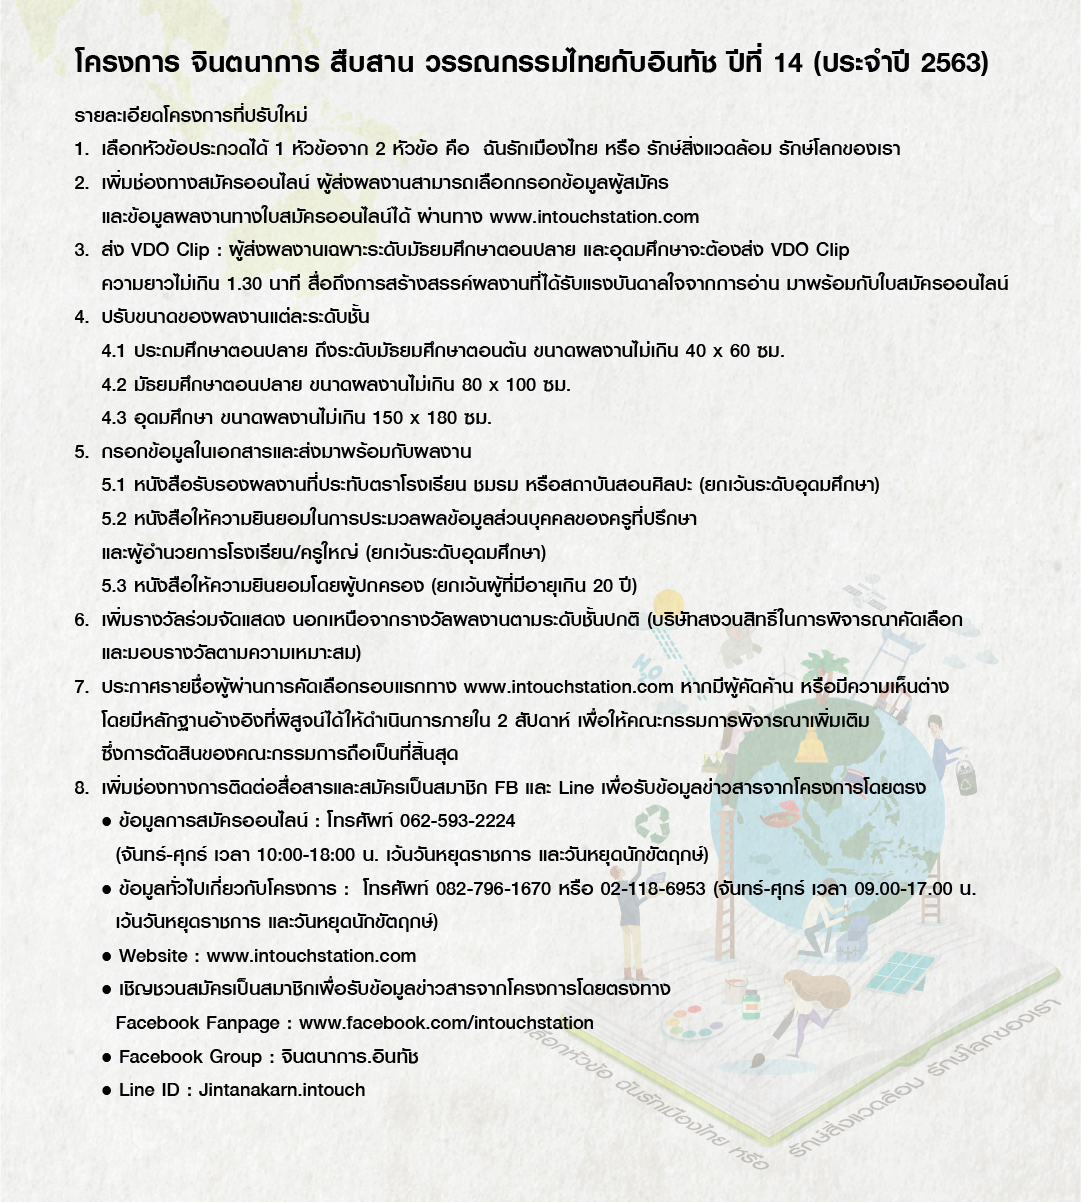 โครงการ จินตนาการ สืบสาน วรรณกรรมไทยกับอินทัช ปีที่ 14 (ประจำปี 2563)
รายละเอียดโครงการที่ปรับใหม่
1. เลือกหัวข้อประกวดได้ 1 หัวข้อจาก 2 หัวข้อ คือ ฉันรักเมืองไทย หรือ รักษ์สิ่งแวดล้อม รักษ์โลกของเรา
2. เพิ่มช่องทางสมัครออนไลน์ ผู้ส่งผลงานสามารถเลือกกรอกข้อมูลผู้สมัคร
และข้อมูลผลงานทางใบสมัครออนไลน์ได้ ผ่านทาง www.intouchstation.com
3. ส่ง VDO Clip : ผู้ส่งผลงานเฉพาะระดับมัธยมศึกษาตอนปลาย และอุดมศึกษาจะต้องส่ง VDO Clip
ความยาวไม่เกิน 1.30 นาที สื่อถึงการสร้างสรรค์ผลงานที่ได้รับแรงบันดาลใจจากการอ่าน มาพร้อมกับใบสมัครออนไลน์
4. ปรับขนาดของผลงานแต่ละระดับชั้น
4.1 ประถมศึกษาตอนปลาย ถึงระดับมัธยมศึกษาตอนต้น ขนาดผลงานไม่เกิน 40 x 60 ซม.
4.2 มัธยมศึกษาตอนปลาย ขนาดผลงานไม่เกิน 80 x 100 ซม.
4.3 อุดมศึกษา ขนาดผลงานไม่เกิน 150 x 180 ซม.
5. กรอกข้อมูลในเอกสารและส่งมาพร้อมกับผลงาน
5.1 หนังสือรับรองผลงานที่ประทับตราโรงเรียน ชมรม หรือสถาบันสอนศิลปะ (ยกเว้นระดับอุดมศึกษา)
5.2 หนังสือให้ความยินยอมในการประมวลผลข้อมูลส่วนบุคคลของครูที่ปรึกษา
และผู้อำนวยการโรงเรียน/ครูใหญ่ (ยกเว้นระดับอุดมศึกษา)
5.3 หนังสือให้ความยินยอมโดยผู้ปกครอง (ยกเว้นผู้ที่มีอายุเกิน 20 ปี)
6. เพิ่มรางวัลร่วมจัดแสดง นอกเหนือจากรางวัลผลงานตามระดับชั้นปกติ (บริษัทสงวนสิทธิ์ในการพิจารณาคัดเลือก
และมอบรางวัลตามความเหมาะสม)
7. ประกาศรายชื่อผู้ผ่านการคัดเลือกรอบแรกทาง www.intouchstation.com หากมีผู้คัดค้าน หรือมีความเห็นต่าง
โดยมีหลักฐานอ้างอิงที่พิสูจน์ได้ให้ดำเนินการภายใน 2 สัปดาห์ เพื่อให้คณะกรรมการพิจารณาเพิ่มเติม
ซึ่งการตัดสินของคณะกรรมการถือเป็นที่สิ้นสุด
8. เพิ่มช่องทางการติดต่อสื่อสารและสมัครเป็นสมาชิก FB และ Line เพื่อรับข้อมูลข่าวสารจากโครงการโดยตรง
● ข้อมูลการสมัครออนไลน์ : โทรศัพท์ 062-593-2224
(จันทร์-ศุกร์ เวลา 10:00-18:00 น. เว้นวันหยุดราชการ และวันหยุดนักขัตฤกษ์)
● ข้อมูลทั่วไปเกี่ยวกับโครงการ : โทรศัพท์ 082-796-1670 หรือ 02-118-6953 (จันทร์-ศุกร์ เวลา 09.00-17.00 น.
เว้นวันหยุดราชการ และวันหยุดนักขัตฤกษ์)
● Website : www.intouchstation.com
● เชิญชวนสมัครเป็นสมาชิกเพื่อรับข้อมูลข่าวสารจากโครงการโดยตรงทาง
Facebook Fanpage : www.facebook.com/intouchstation
● Facebook Group : จินตนาการ.อินทัช
● Line ID : Jintanakarn.intouch
H2O
เลือกหัวข้อ ฉันรักเมืองไทย หรือ
รักษ์สิ่งแวดล้อม รักษ์โลกของเรา